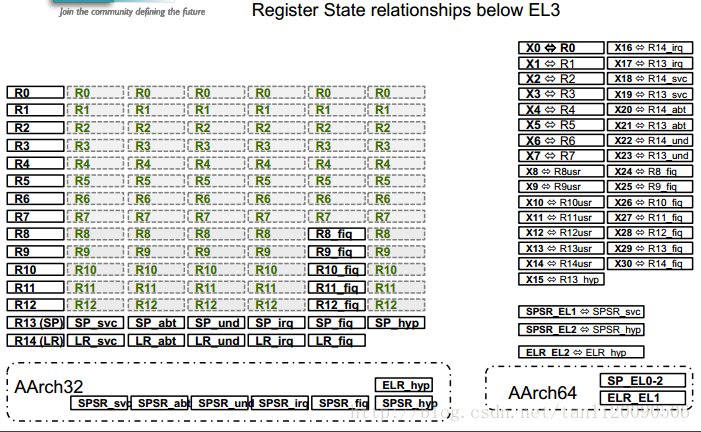 Join the community defining the future
Register State relationships below EL3
R0 R0 R0 R0 R0 R0 R0
R1 R1 R1 R1 R1 R1 R1
R2 R2 R2 R2 R2 R2 R2
R3 R3 R3 R3 R3 R3 R3
R4 R4 R4 R4 R4 R4 R4
R5 R5 R5 R5 R5 R5 R5
R6 R6 R6 R6 R6 R6 R6
R7 R7 R7 R7 R7 R7 R7
R8 R8 R8 R8 R8 R8_fiq R8
R9 R9 R9 R9 R9 R9_fiq R9
R10 R10 R10 R10 R10 R10_fiq R10
R11 R11 R11 R11 R11 R11_fiq R11
R12 R12 R12 R12 R12 R12_fiq R12
R13 (SP) SP_svc SP_abt SP_und SP_irq SP_fiq SP_hyp
R14 (LR) LR_svc LR_abt LR_und LR_irq LR_fiq
AArch32
ELR_hyp
SPSR_svc SPSR_abt SPSR_und SPSR_irq SPSR_fiq SPSR_hyp
X0 ⇔ R0
X1 ⇔ R1
X2 ⇔ R2
X3 ⇔ R3
X4 ⇔ R4
X5 ⇔ R5
X6 ⇔ R6
X7 ⇔ R7
X8 ⇔ R8usr
X9 ⇔ R9usr
X10 ⇔ R10usr
X11 ⇔ R11usr
X12 ⇔ R12usr
X13 ⇔ R13usr
X14 ⇔ R14usr
X15 ⇔ R13_hyp
X16 ⇔ R14_irq
X17 ⇔ R13_irq
X18 ⇔ R14_svc
X19 ⇔ R13_svc
X20 ⇔ R14_abt
X21 ⇔ R13_abt
X22 ⇔ R14_und
X23 ⇔ R13_und
X24 ⇔ R8_fiq
X25 ⇔ R9_fiq
X26 ⇔ R10_fiq
X27 ⇔ R11_fiq
X28 ⇔ R12_fiq
X29 ⇔ R13_fiq
X30 ⇔ R14_fiq
SPSR_EL1 ⇔ SPSR_svc
SPSR_EL2 ⇔ SPSR_hyp
ELR_EL2 ⇔ ELR_hyp
AArch64
SP_EL0-2
ELR_EL1